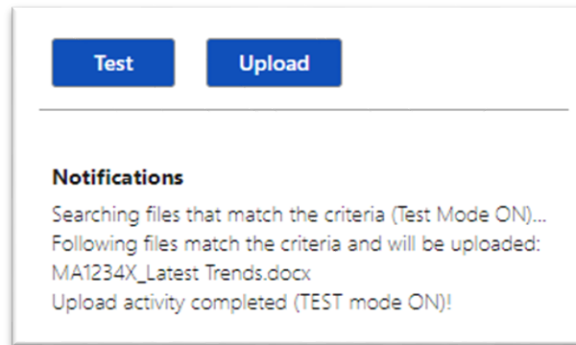 Test Upload
Notifications
Searching files that match the criteria (Test Mode ON)...
Following files match the criteria and will be uploaded:
MA1234X_Latest Trends.docx
Upload activity completed (TEST mode ON)!